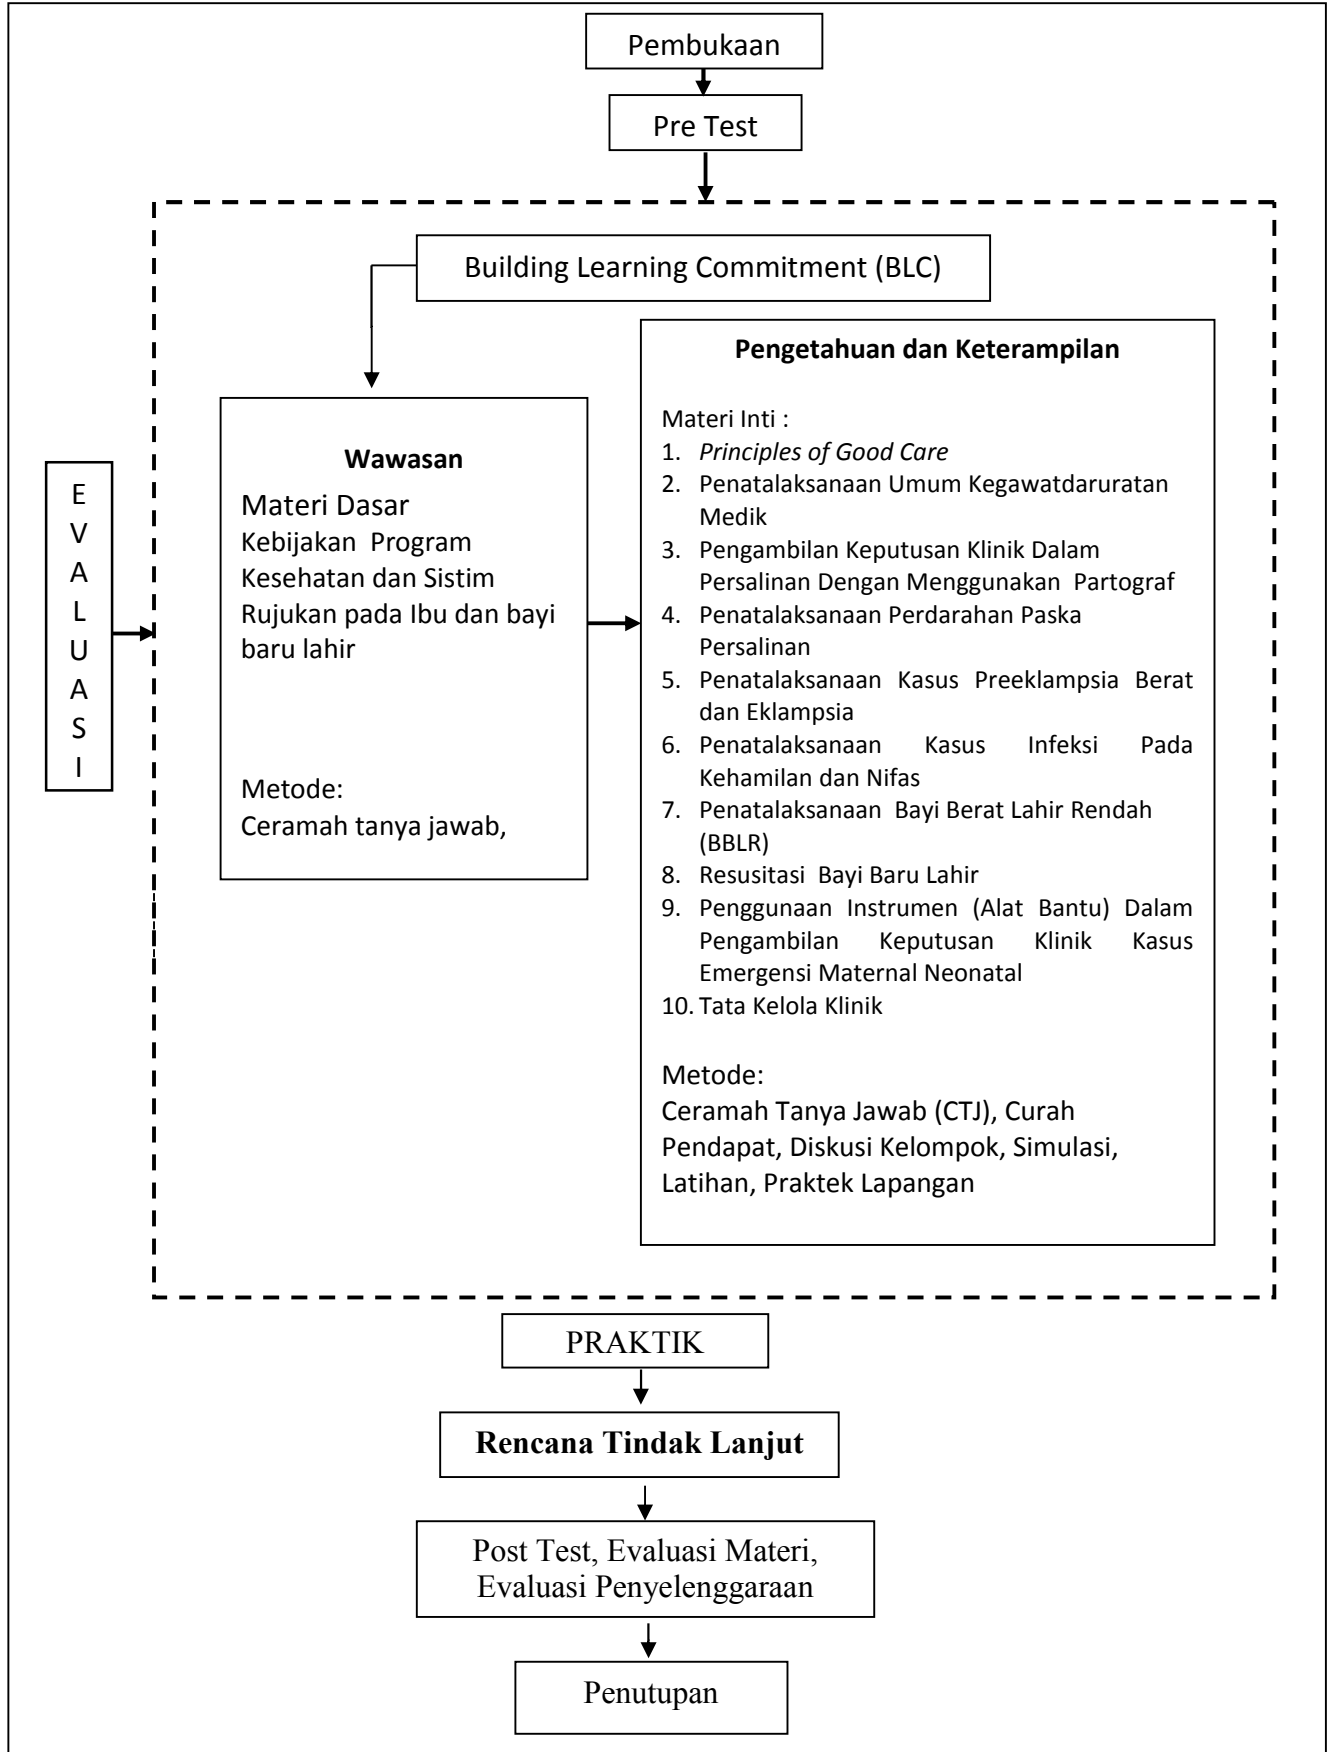 Pembukaan
Pre Test
Building Learning Commitment (BLC)
E
V
A
L
U
A
S
I
Wawasan
Materi Dasar
Kebijakan Program
Kesehatan dan Sistim
Rujukan pada Ibu dan bayi
baru lahir
Metode:
Ceramah tanya jawab,
Pengetahuan dan Keterampilan
Materi Inti :
1. Principles of Good Care
2. Penatalaksanaan Umum Kegawatdaruratan
Medik
3. Pengambilan Keputusan Klinik Dalam
Persalinan Dengan Menggunakan Partograf
4. Penatalaksanaan Perdarahan Paska
Persalinan
5. Penatalaksanaan Kasus Preeklampsia Berat
dan Eklampsia
6. Penatalaksanaan Kasus Infeksi Pada
Kehamilan dan Nifas
7. Penatalaksanaan Bayi Berat Lahir Rendah
(BBLR)
8. Resusitasi Bayi Baru Lahir
9. Penggunaan Instrumen (Alat Bantu) Dalam
Pengambilan Keputusan Klinik Kasus
Emergensi Maternal Neonatal
10. Tata Kelola Klinik
Metode:
Ceramah Tanya Jawab (CTJ), Curah
Pendapat, Diskusi Kelompok, Simulasi,
Latihan, Praktek Lapangan
PRAKTIK
Rencana Tindak Lanjut
Post Test, Evaluasi Materi,
Evaluasi Penyelenggaraan
Penutupan